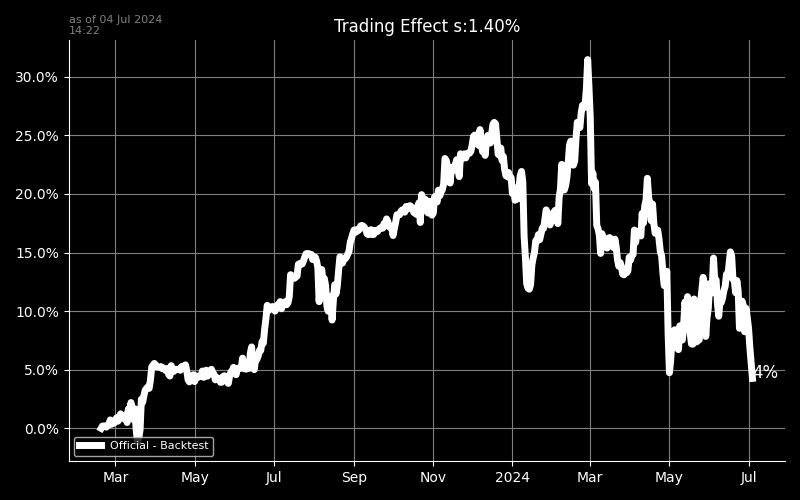 as of 04 Jul 2024
14:22
Trading Effect s:1.40%
30.0%
25.0%
20.0%
15.0%
10.0%
5.0%
0.0%
4%
Official - Backtest
Mar May Jul Sep Nov 2024 Mar May Jul